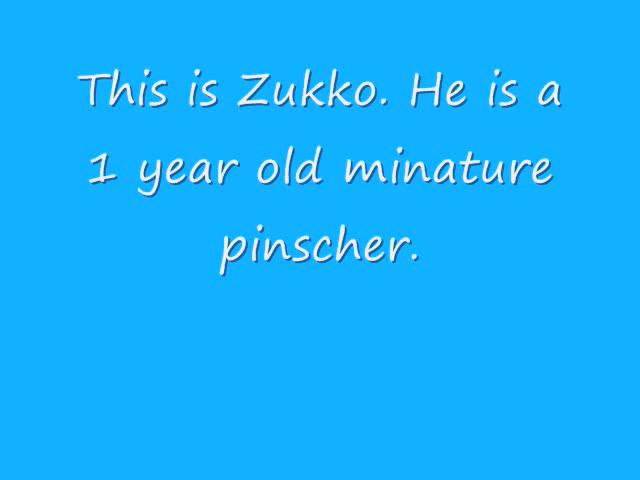 This is Zukko. He is a
1 year old minature
pinscher.